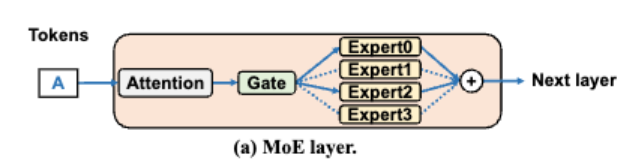 Tokens
A
Attention
Gate
Expert0
Expert1
Expert2
Expert3
+
Next layer
(a) MoE layer.